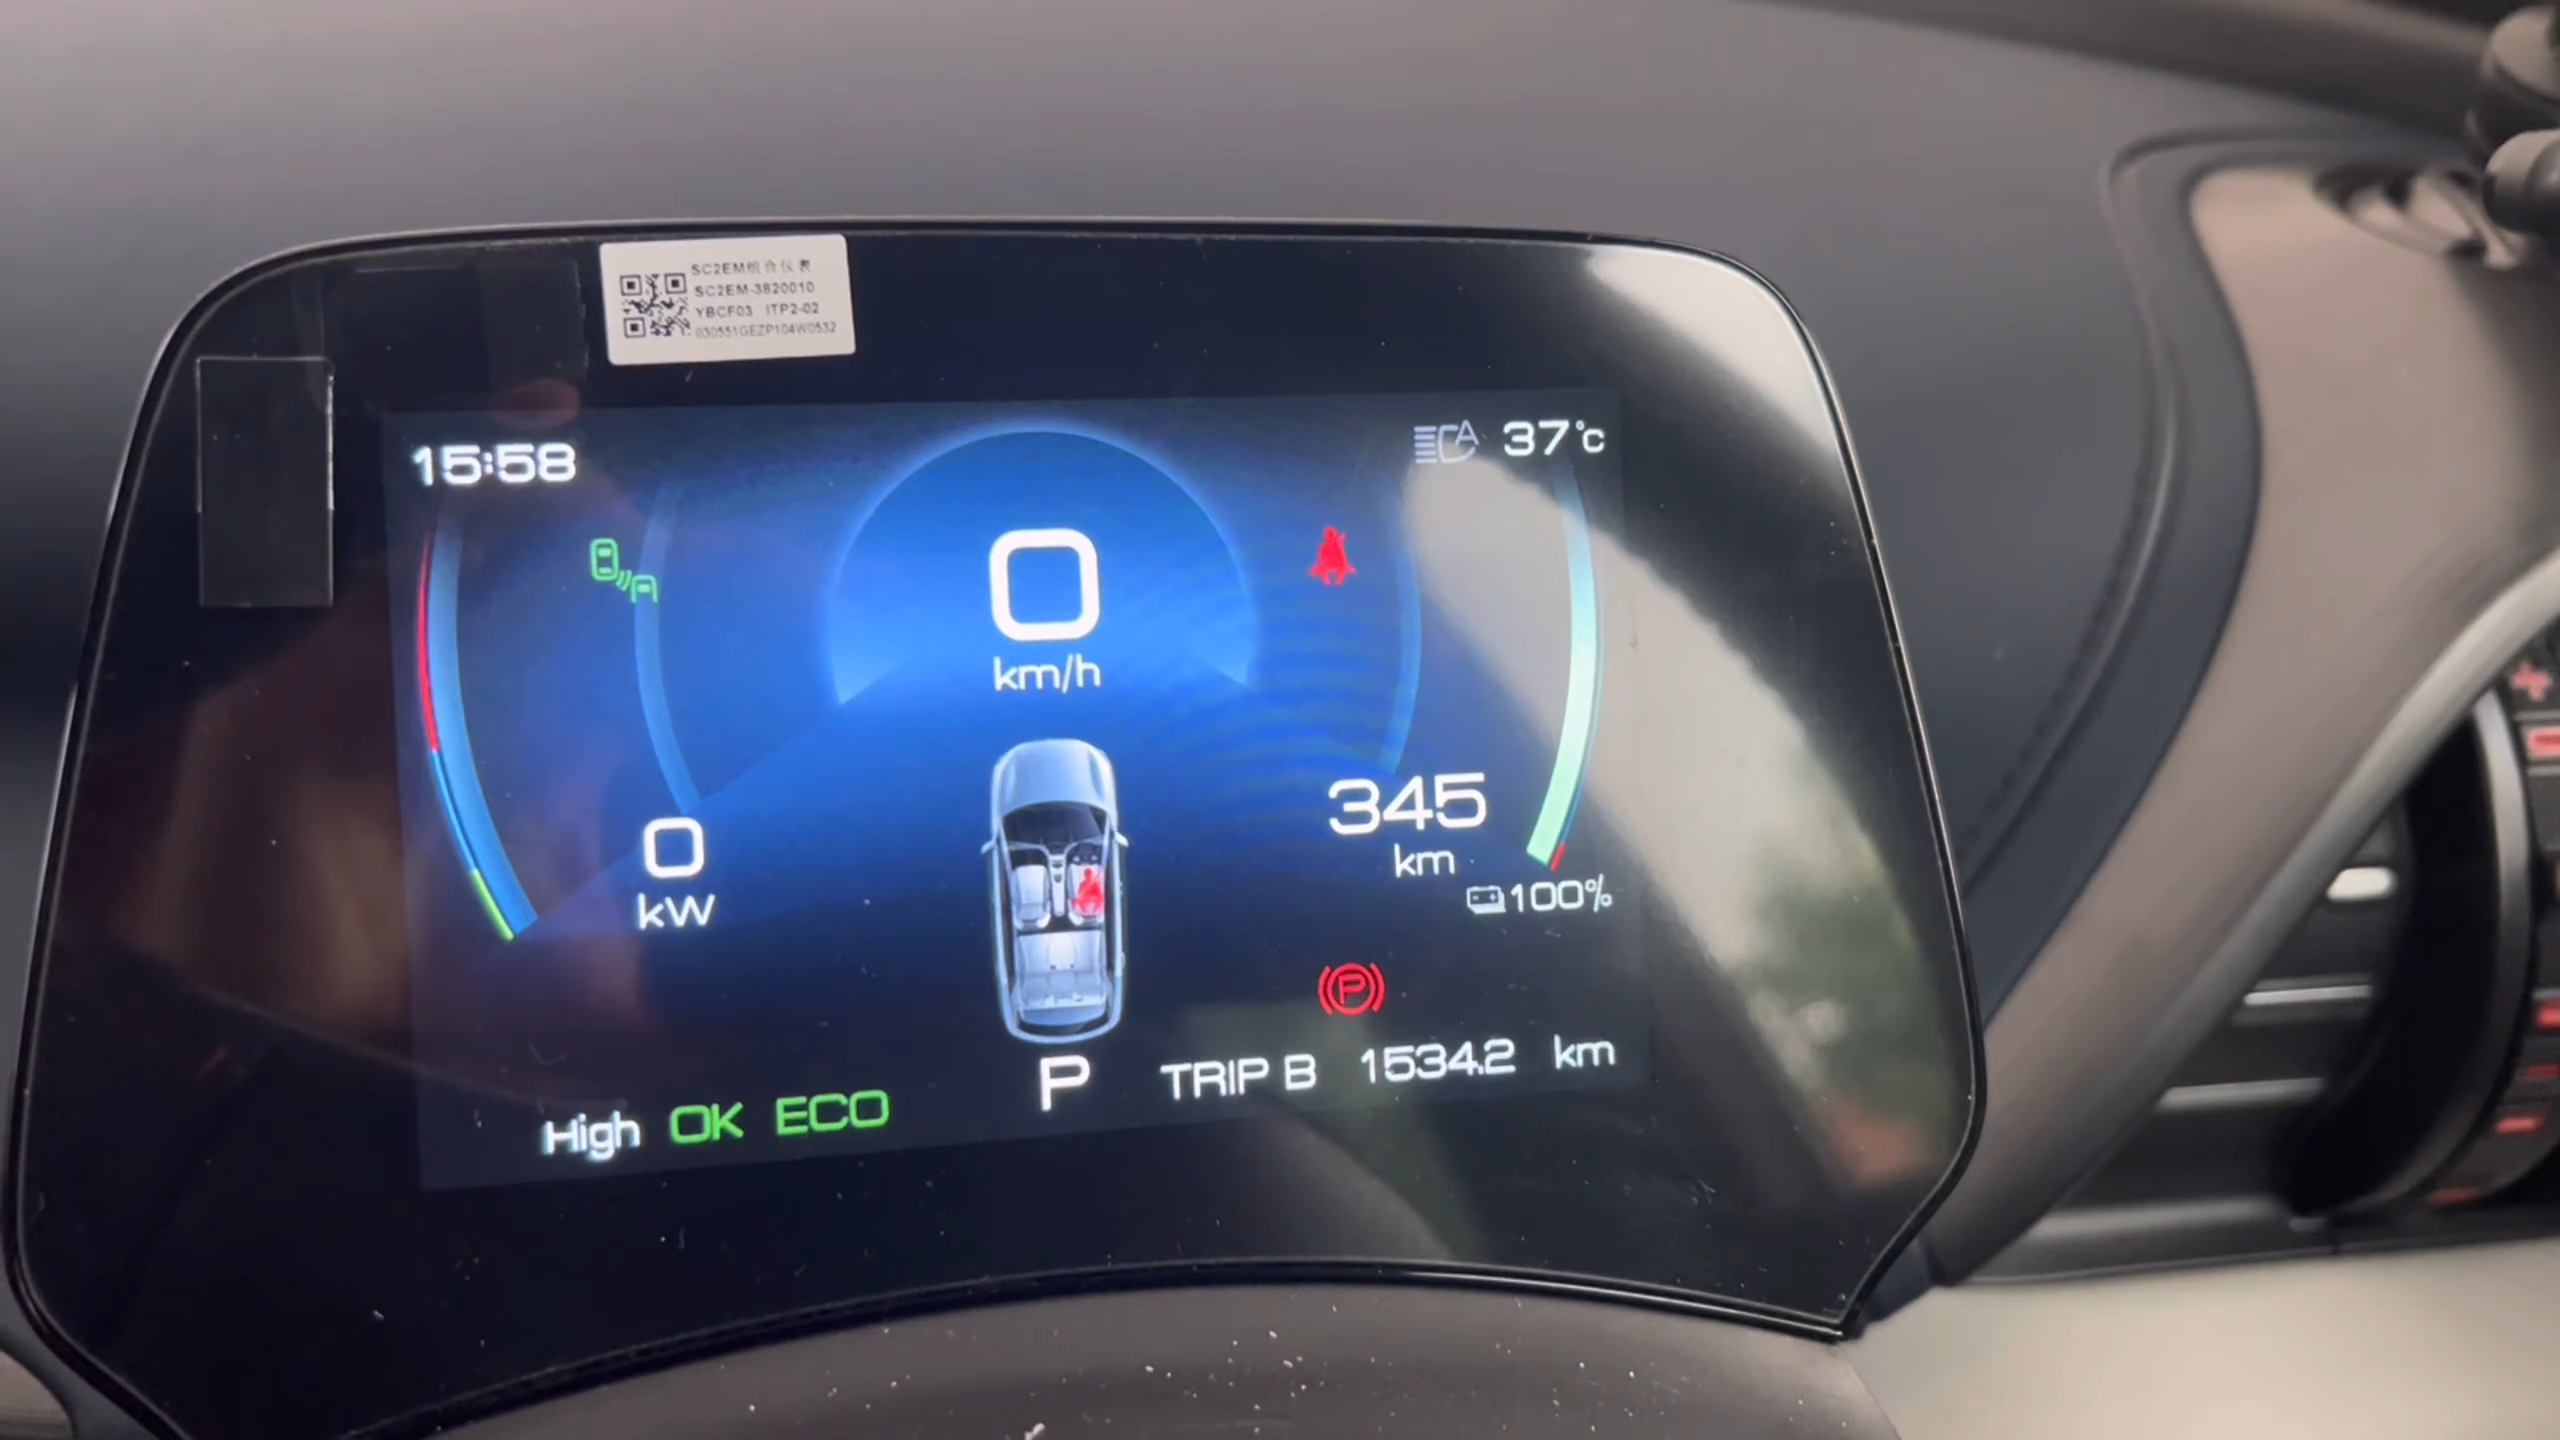 SC2EM组合仪表
SC2EM-3820010
YBCF03 ITP2-02
030551GEZP104W0532
15:58
A 37°C
0
km/h
345
km
0
kW
100%
P
P
TRIP B 1534.2 km
High OK ECO